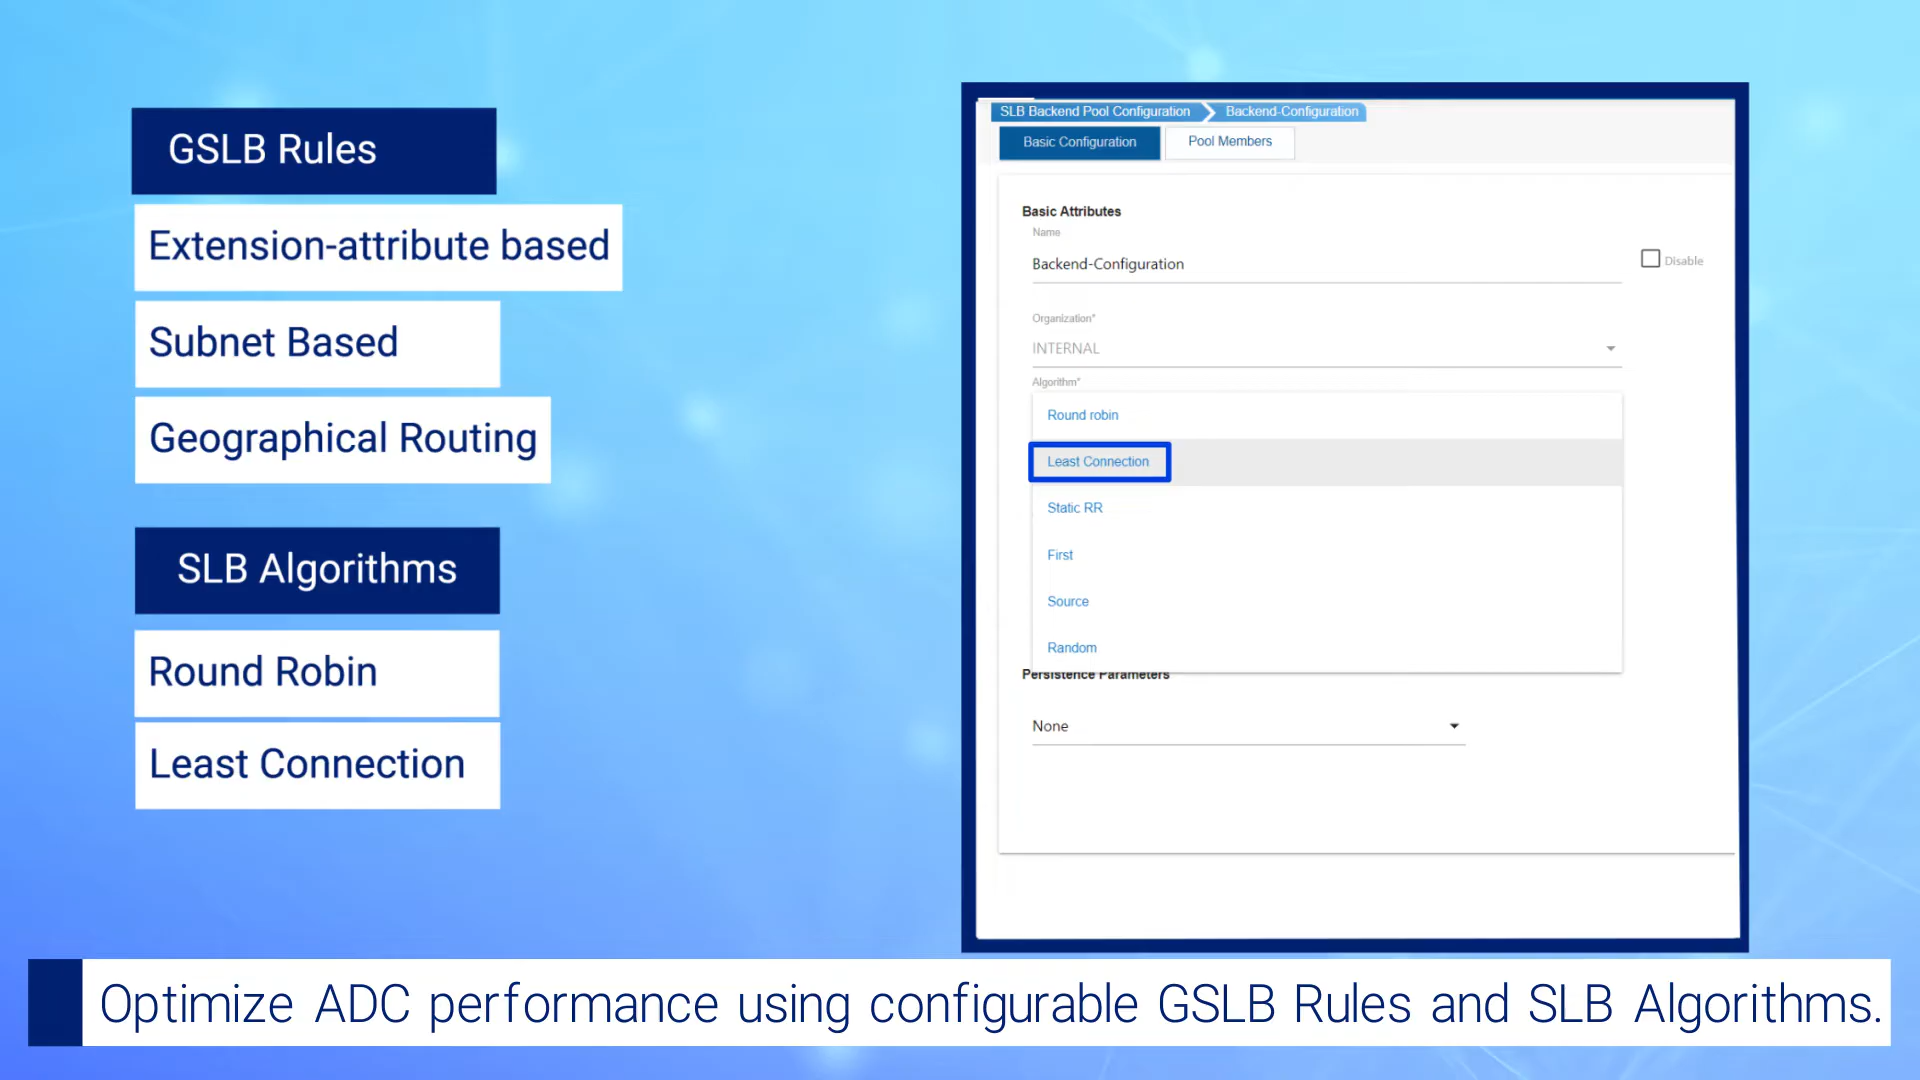 GSLB Rules
Extension-attribute based
Subnet Based
Geographical Routing
SLB Algorithms
Round Robin
Least Connection
SLB Backend Pool Configuration
Backend-Configuration
Basic Configuration
Pool Members
Basic Attributes
Name
Backend-Configuration
Disable
Organization*
INTERNAL
Algorithm*
Round robin
Least Connection
Static RR
First
Source
Random
Persistence Parameters
None
Optimize ADC performance using configurable GSLB Rules and SLB Algorithms.